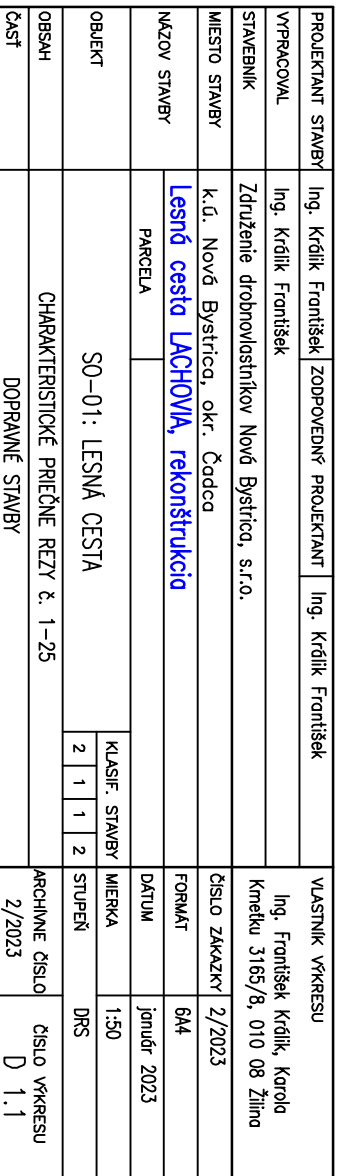 PROJEKTANT STAVBY Ing. Králik František ZODPOVEDNÝ PROJEKTANT Ing. Králik František
VYPRACOVAL Ing. Králik František
STAVEBNÍK Združenie drobnovlastníkov Nová Bystrica, s.r.o.
MIESTO STAVBY k.ú. Nová Bystrica, okr. Čadca
NÁZOV STAVBY Lesná cesta LACHOVIA, rekonštrukcia
PARCELA
OBJEKT SO-01: LESNÁ CESTA
KLASIF. STAVBY
2 1 1 2
OBSAH CHARAKTERISTICKÉ PRIEČNE REZY č. 1-25
ČASŤ DOPRAVNÉ STAVBY
VLASTNÍK VÝKRESU
Ing. František Králik, Karola
Kmeťku 3165/8, 010 08 Žilina
ČÍSLO ZÁKAZKY 2/2023
FORMÁT 6A4
DÁTUM január 2023
MIERKA 1:50
STUPEŇ DRS
ARCHÍVNE ČÍSLO
2/2023
ČÍSLO VÝKRESU
D 1.1